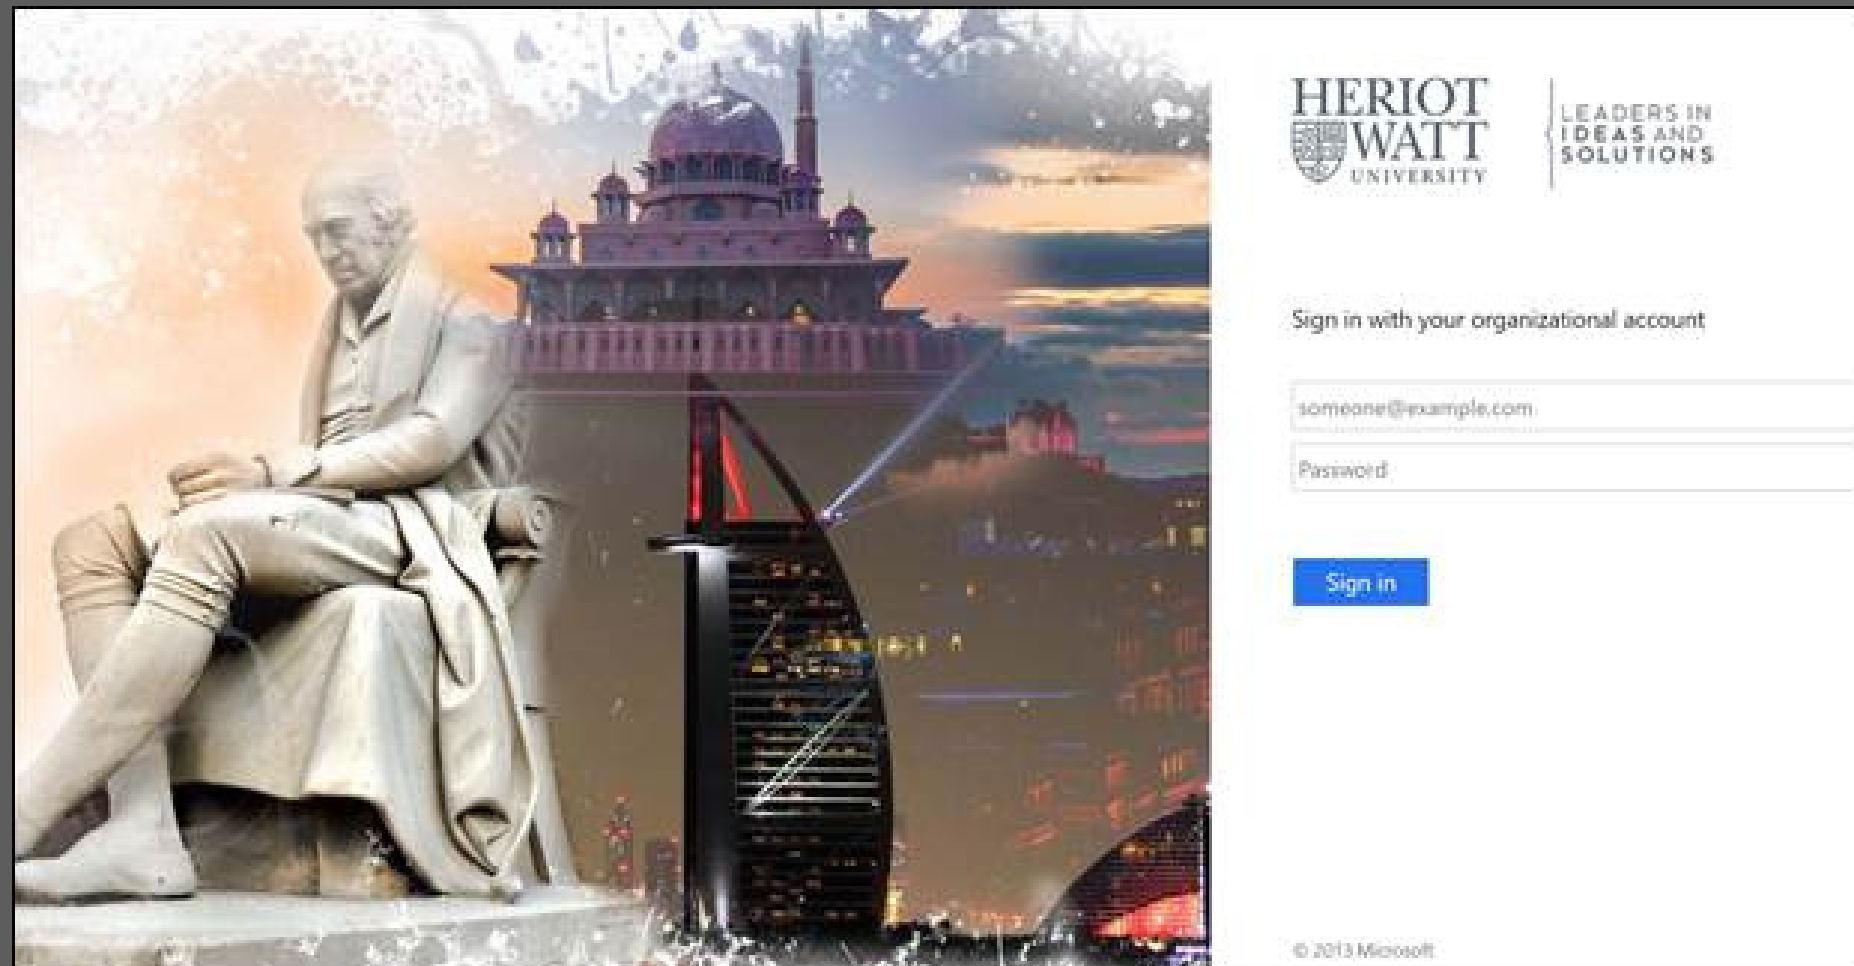 HERIOT
WATT
UNIVERSITY
LEADERS IN
IDEAS AND
SOLUTIONS
Sign in with your organizational account
someone@example.com
Password
Sign in
© 2013 Microsoft